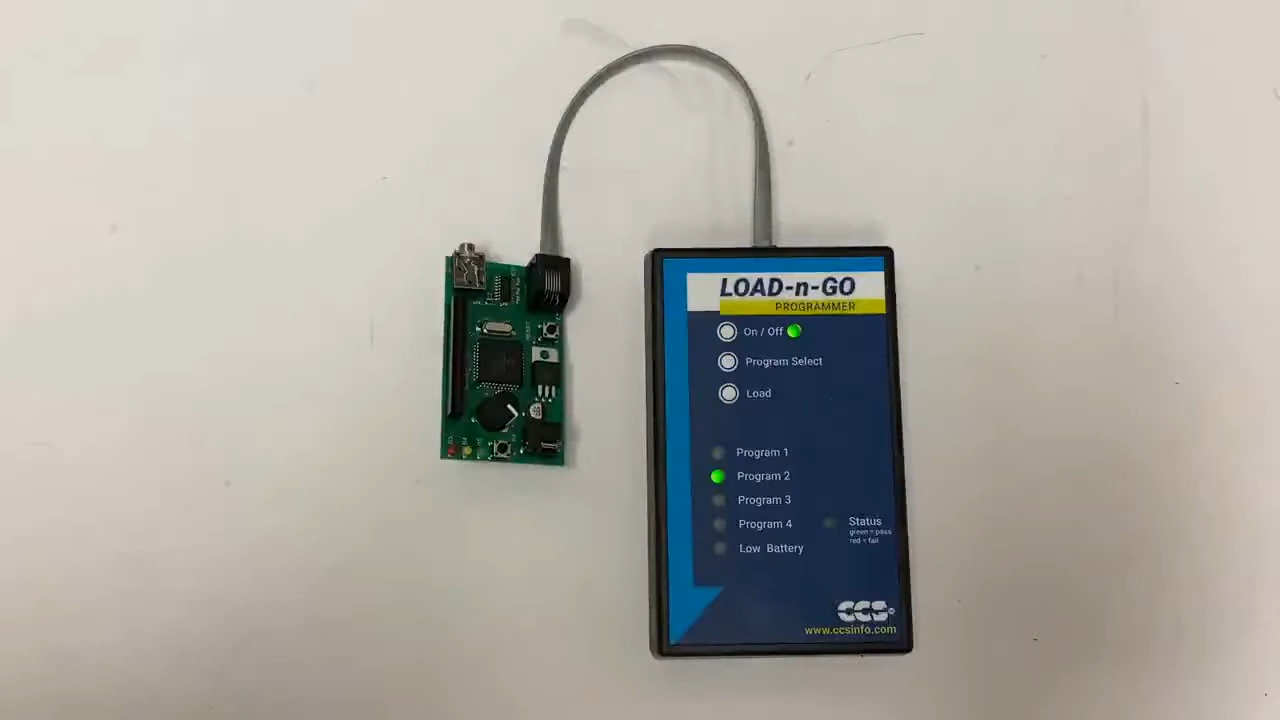 LOAD-n-GO
PROGRAMMER
On / Off
Program Select
Load
Program 1
Program 2
Program 3
Program 4
Low Battery
Status
green = pass
red = fail
CCS
www.ccsinfo.com